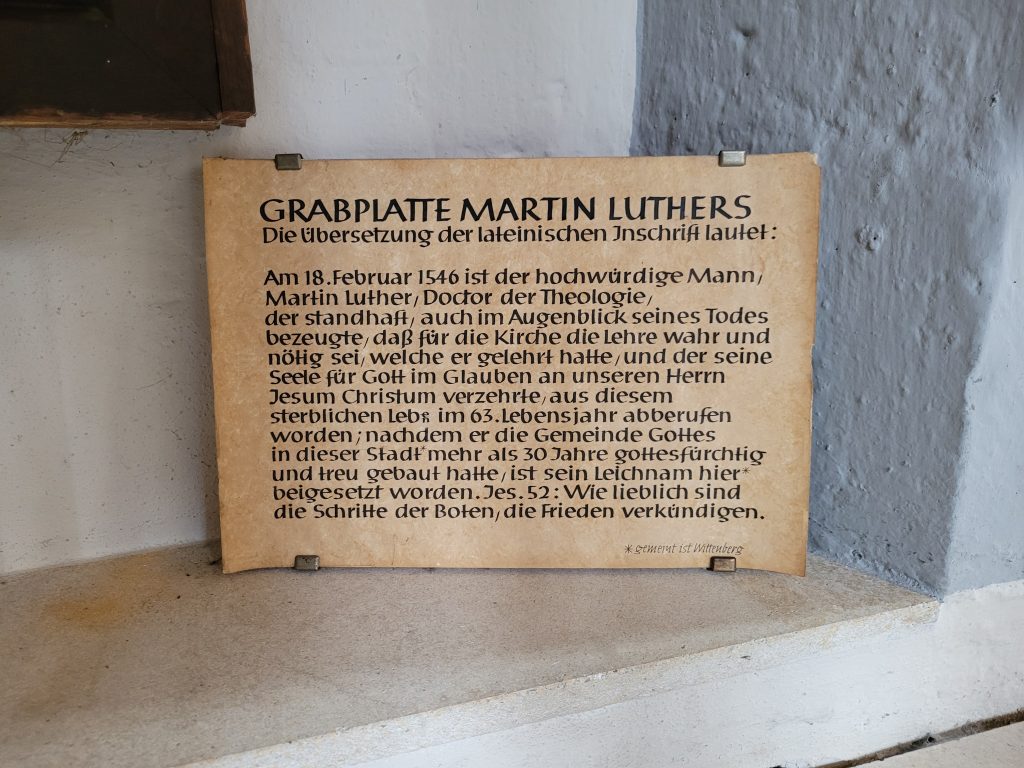 GRABPLATTE MARTIN LUTHERS
Die Übersetzung der lateinischen Inschrift lautet:
Am 18. Februar 1546 ist der hochwürdige Mann,
Martin Luther, Doctor der Theologie,
der standhaft, auch im Augenblick seines Todes
bezeugte, daß für die Kirche die Lehre wahr und
nötig sei, welche er gelehrt hatte, und der seine
Seele für Gott im Glauben an unseren Herrn
Jesum Christum verzehrte, aus diesem
sterblichen im 63. Lebensjahr abberufen
worden; nachdem er die Gemeinde Gottes
in dieser Stadt* mehr als 30 Jahre gottesfürchtig
und treu gebaut hatte, ist sein Leichnam hier*
beigesetzt worden. Jes. 52: Wie lieblich sind
die Schritte der Boten, die Frieden verkündigen.
* gemeint ist Wittenberg